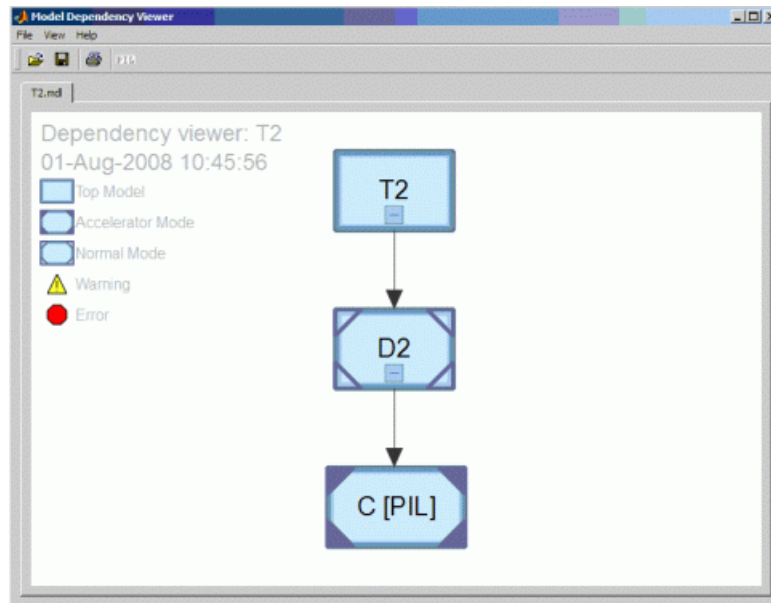 Model Dependency Viewer
File View Help
PIL
T2.mdl
Dependency viewer: T2
01-Aug-2008 10:45:56
Top Model
Accelerator Mode
Normal Mode
Warning
Error
T2
D2
C [PIL]